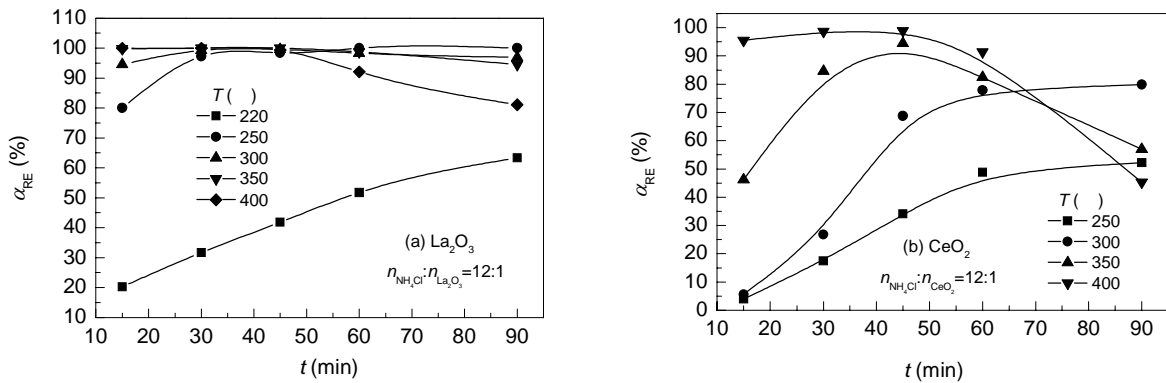 110
100
90
80
70
60
50
40
30
20
10
α_RE (%)
T ( )
220
250
300
350
400
(a) La₂O₃
n_NH₄Cl:n_La₂O₃=12:1
10 20 30 40 50 60 70 80 90
t (min)
100
90
80
70
60
50
40
30
20
10
0
α_RE (%)
T ( )
250
300
350
400
(b) CeO₂
n_NH₄Cl:n_CeO₂=12:1
10 20 30 40 50 60 70 80 90
t (min)